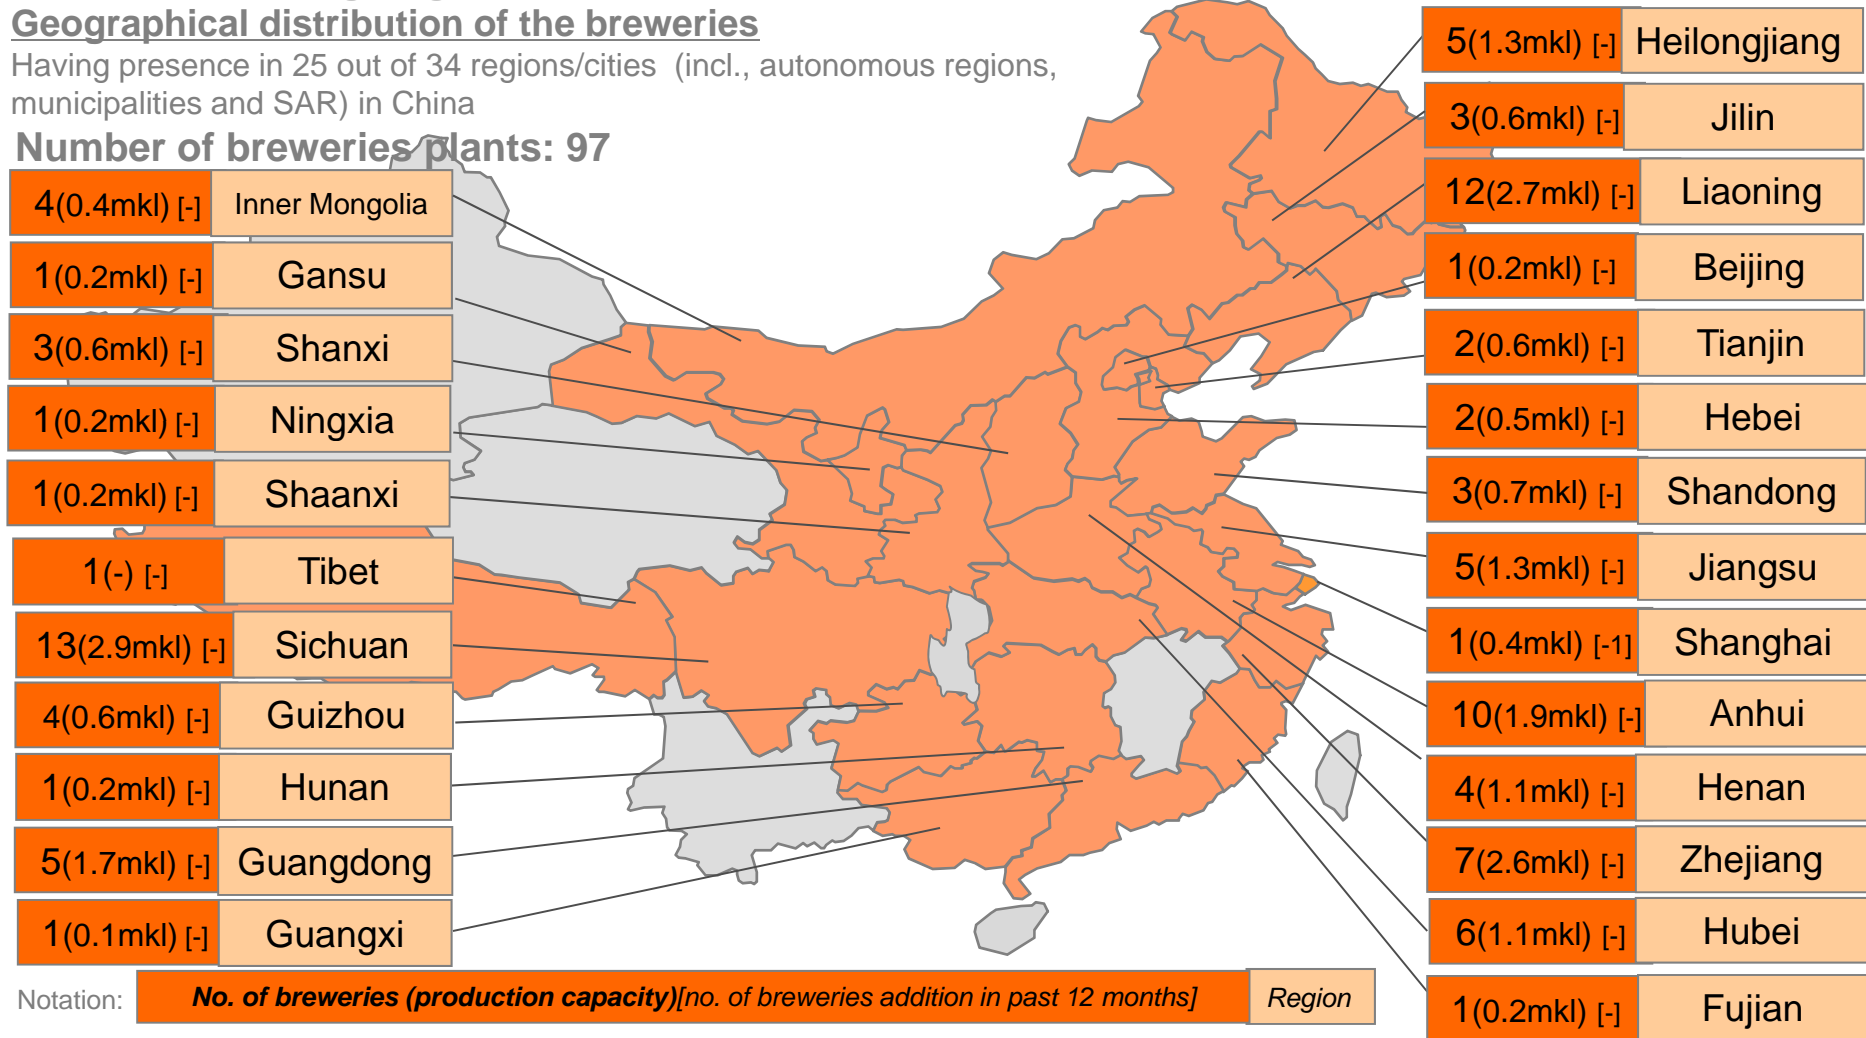 Geographical distribution of the breweries
Having presence in 25 out of 34 regions/cities (incl., autonomous regions,
municipalities and SAR) in China
Number of breweries plants: 97
4(0.4mkl) [-] Inner Mongolia
1(0.2mkl) [-] Gansu
3(0.6mkl) [-] Shanxi
1(0.2mkl) [-] Ningxia
1(0.2mkl) [-] Shaanxi
1(-) [-] Tibet
13(2.9mkl) [-] Sichuan
4(0.6mkl) [-] Guizhou
1(0.2mkl) [-] Hunan
5(1.7mkl) [-] Guangdong
1(0.1mkl) [-] Guangxi
5(1.3mkl) [-] Heilongjiang
3(0.6mkl) [-] Jilin
12(2.7mkl) [-] Liaoning
1(0.2mkl) [-] Beijing
2(0.6mkl) [-] Tianjin
2(0.5mkl) [-] Hebei
3(0.7mkl) [-] Shandong
5(1.3mkl) [-] Jiangsu
1(0.4mkl) [-1] Shanghai
10(1.9mkl) [-] Anhui
4(1.1mkl) [-] Henan
7(2.6mkl) [-] Zhejiang
6(1.1mkl) [-] Hubei
1(0.2mkl) [-] Fujian
Notation: No. of breweries (production capacity)[no. of breweries addition in past 12 months] Region